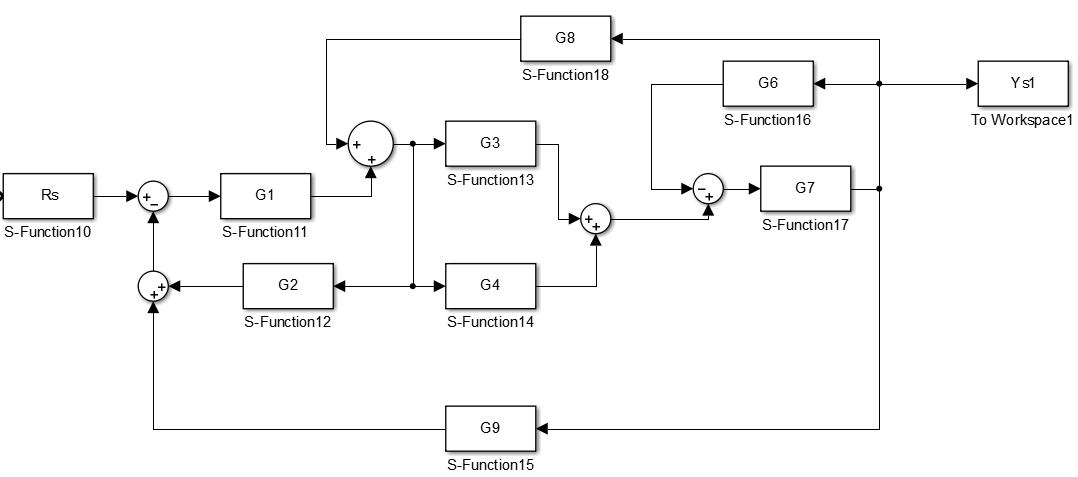 G8
S-Function18
G6
S-Function16
Ys1
To Workspace1
G3
S-Function13
Rs
S-Function10
G1
S-Function11
G7
S-Function17
G2
S-Function12
G4
S-Function14
G9
S-Function15